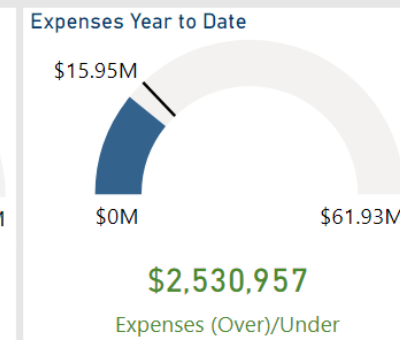 Expenses Year to Date
$15.95M
$0M
$61.93M
$2,530,957
Expenses (Over)/Under